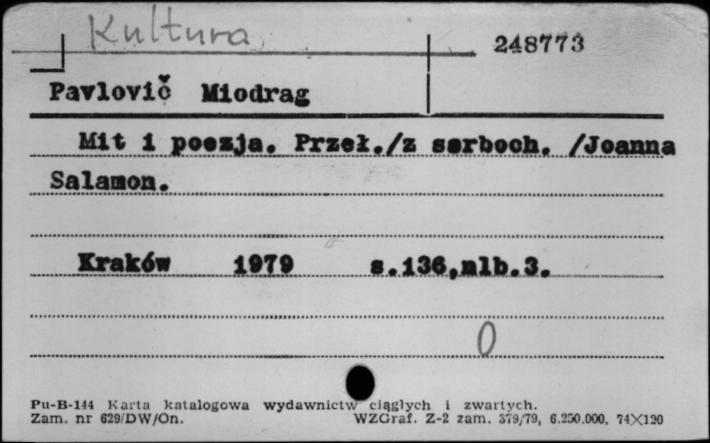 Kultura
248773
Pavlovič Miodrag
Mit i poezja. Przeł./z serboch. /Joanna
Salamon.
Kraków 1979 s.136,nlb.3.
0
Pu-B-144 Karta katalogowa wydawnictw ciągłych i zwartych.
Zam. nr 629/DW/On. WZGraf. Z-2 zam. 379/79, 6.250.000, 74X120